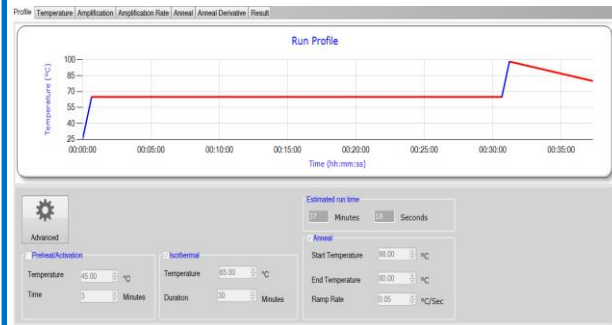 Profile Temperature Amplification Amplification Rate Anneal Anneal Derivative Result
Run Profile
Temperature (°C)
100
85
70
55
40
25
00:00:00 00:05:00 00:10:00 00:15:00 00:20:00 00:25:00 00:30:00 00:35:00
Time (hh:mm:ss)
Advanced
Estimated run time
37 Minutes Seconds
Preheat/Activation
Temperature 45.00 °C
Time Minutes
Isothermal
Temperature 65.00 °C
Duration 30 Minutes
Anneal
Start Temperature 98.00 °C
End Temperature 80.00 °C
Ramp Rate 0.05 °C/Sec